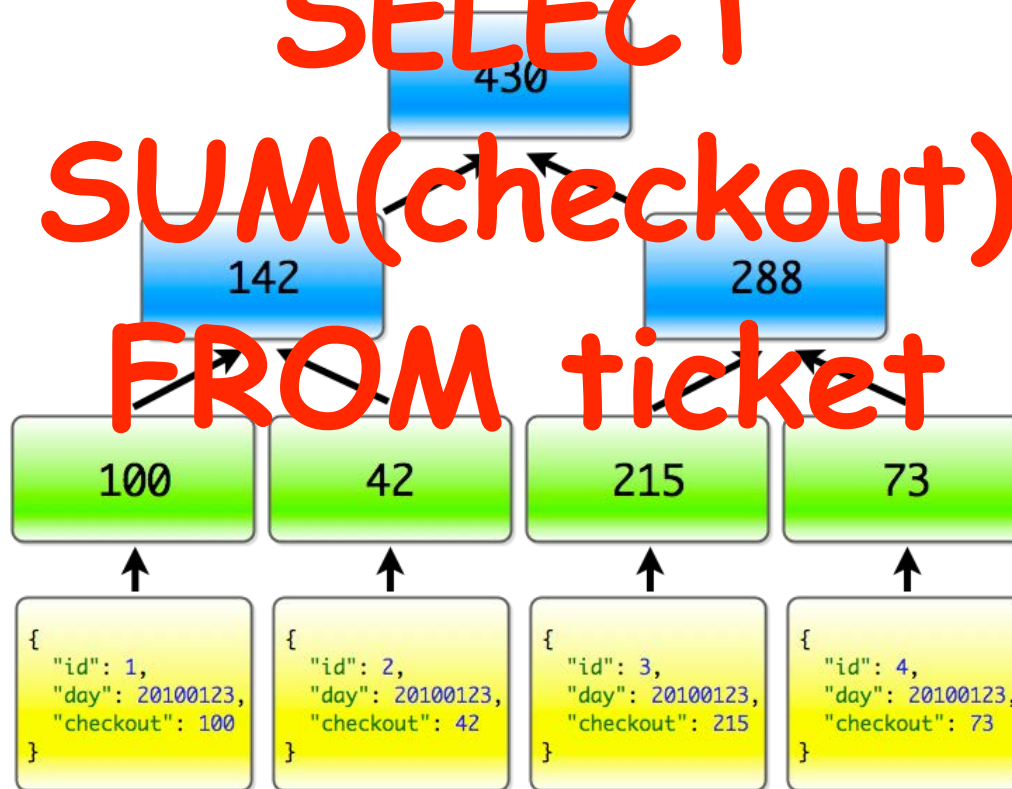 SELECT
430
SUM(checkout)
142 288
FROM ticket
100 42 215 73
{ { { {
"id": 1, "id": 2, "id": 3, "id": 4,
"day": 20100123, "day": 20100123, "day": 20100123, "day": 20100123,
"checkout": 100 "checkout": 42 "checkout": 215 "checkout": 73
} } } }